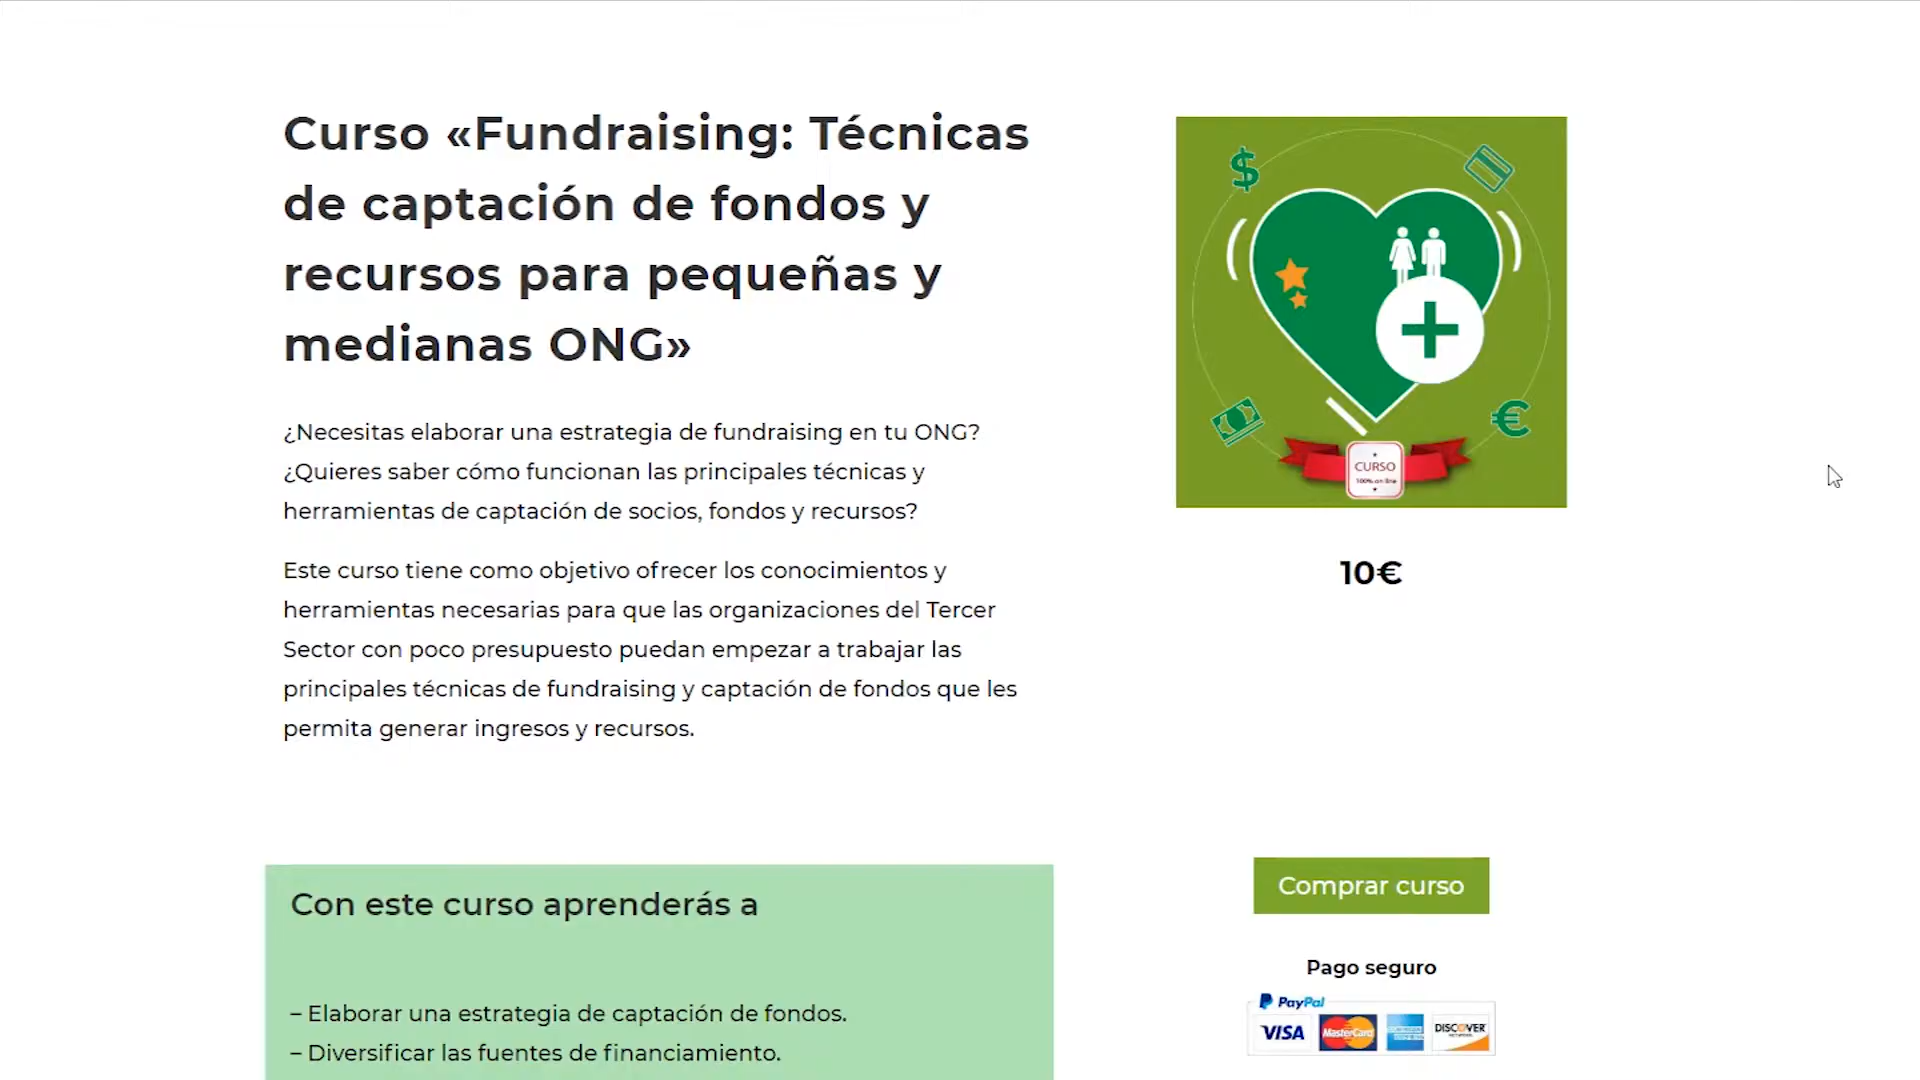 Curso «Fundraising: Técnicas
de captación de fondos y
recursos para pequeñas y
medianas ONG»
¿Necesitas elaborar una estrategia de fundraising en tu ONG?
¿Quieres saber cómo funcionan las principales técnicas y
herramientas de captación de socios, fondos y recursos?
Este curso tiene como objetivo ofrecer los conocimientos y
herramientas necesarias para que las organizaciones del Tercer
Sector con poco presupuesto puedan empezar a trabajar las
principales técnicas de fundraising y captación de fondos que les
permita generar ingresos y recursos.
Con este curso aprenderás a
– Elaborar una estrategia de captación de fondos.
– Diversificar las fuentes de financiamiento.
$
€
CURSO
100% on line
10€
Comprar curso
Pago seguro
PayPal
VISA MasterCard AMERICAN EXPRESS DISCOVER